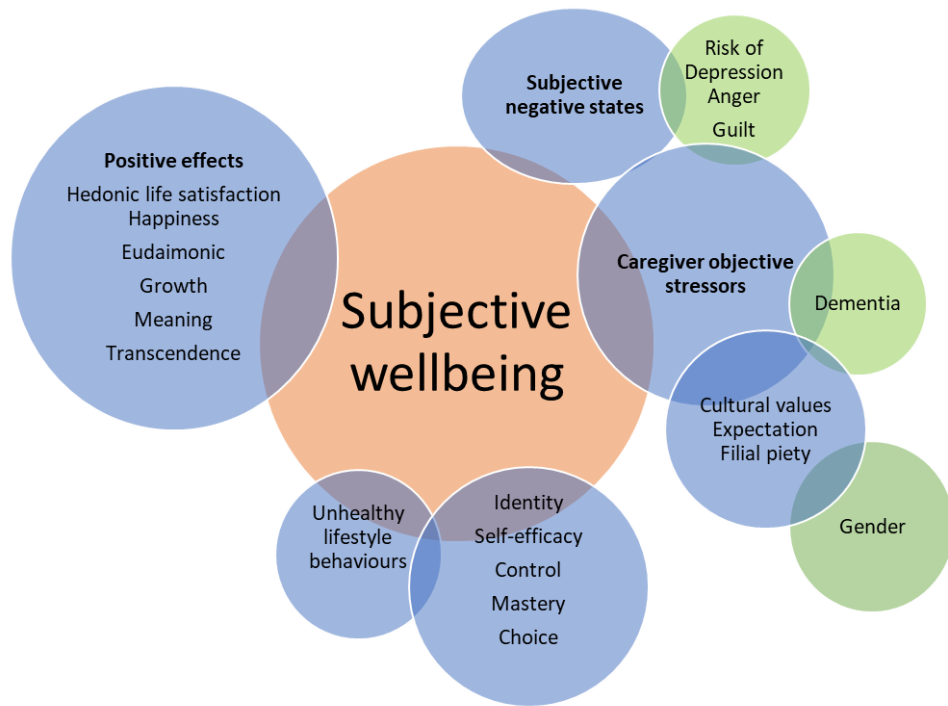 Subjective
negative states
Risk of
Depression
Anger
Guilt
Positive effects
Hedonic life satisfaction
Happiness
Eudaimonic
Growth
Meaning
Transcendence
Caregiver objective
stressors
Dementia
Subjective
wellbeing
Cultural values
Expectation
Filial piety
Gender
Unhealthy
lifestyle
behaviours
Identity
Self-efficacy
Control
Mastery
Choice